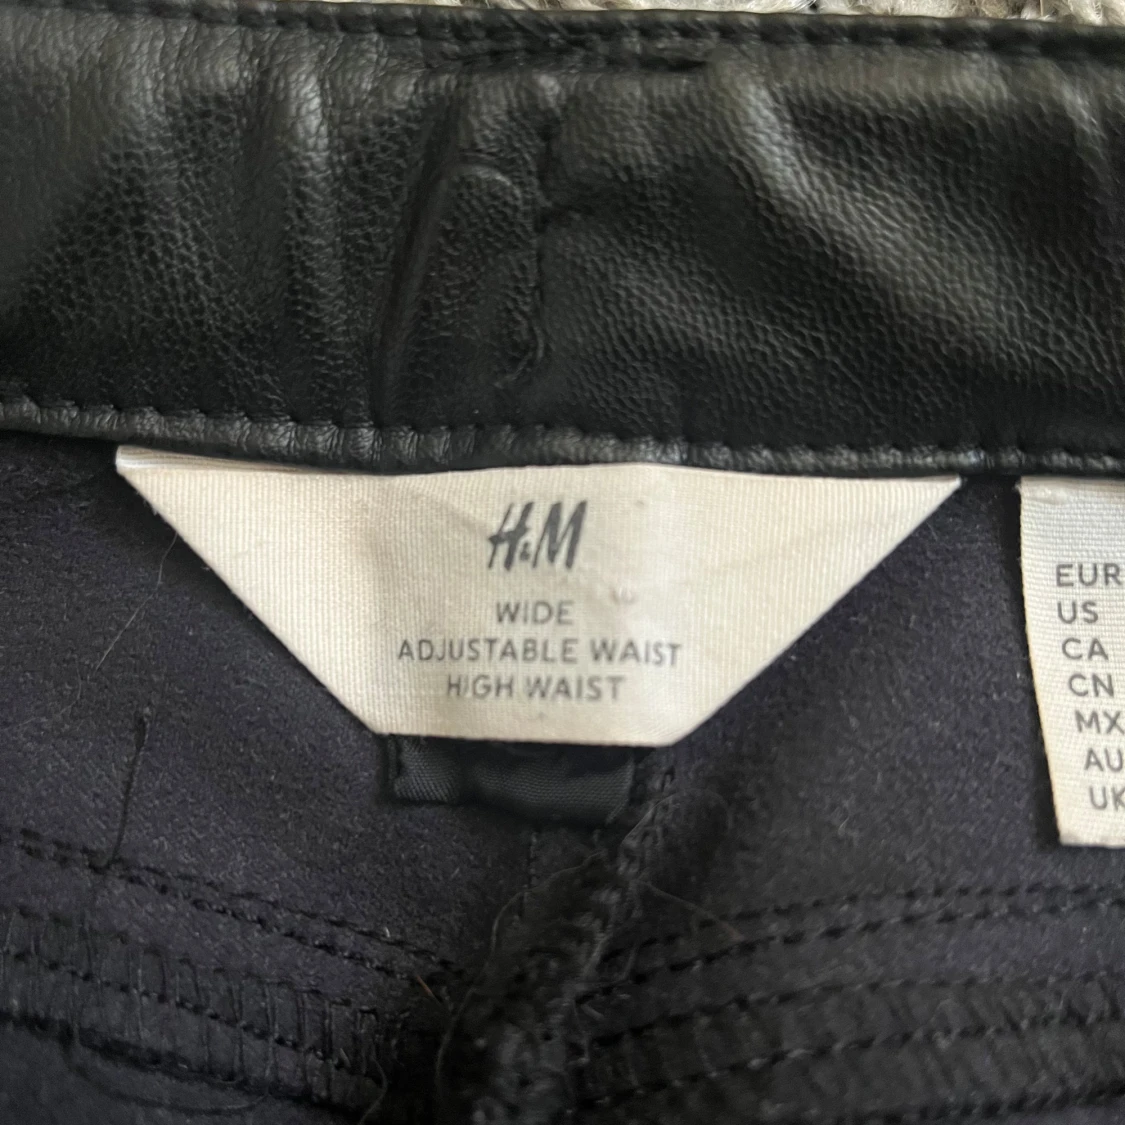 H&M
WIDE
ADJUSTABLE WAIST
HIGH WAIST
EUR
US
CA
CN
MX
AU
UK